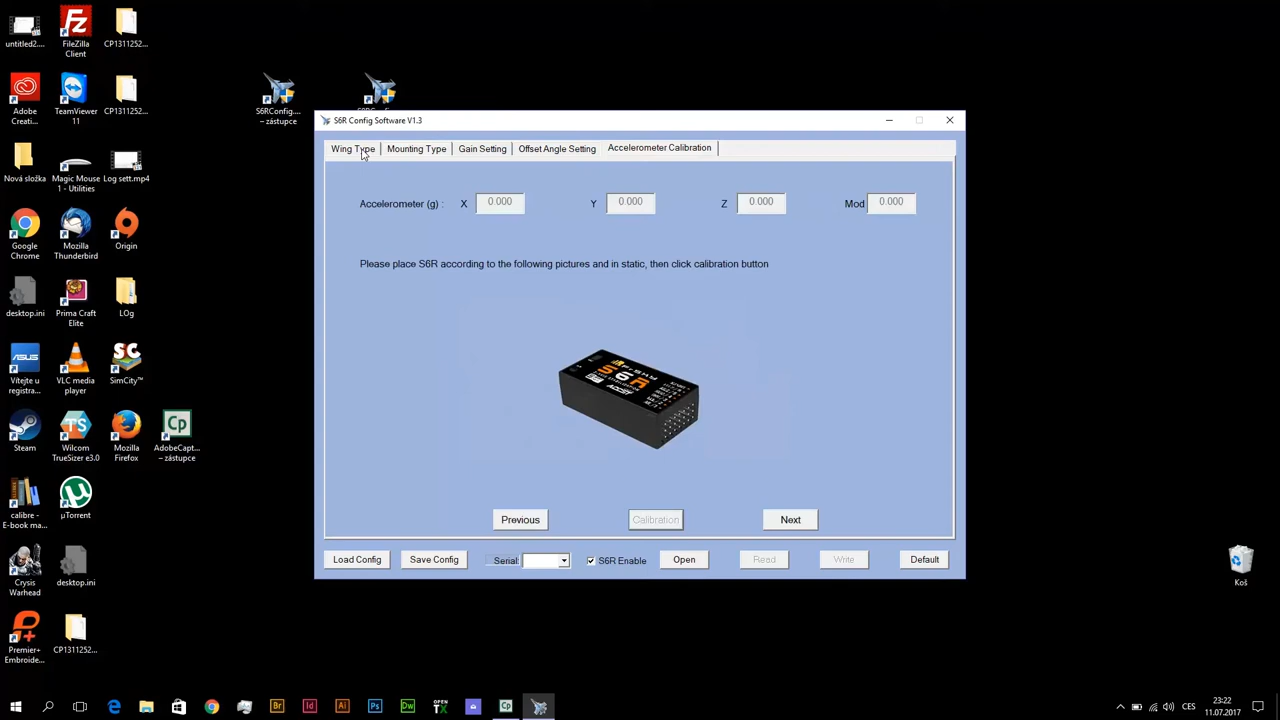 untitled2....
FileZilla
Client
CP1311252...
Adobe
Creati...
TeamViewer
11
CP1311252...
S6RConfig....
– zástupce
S6R Config Software V1.3
Wing Type
Mounting Type
Gain Setting
Offset Angle Setting
Accelerometer Calibration
Nová složka
Magic Mouse
1 - Utilities
Log sett.mp4
Accelerometer (g) :
X
0.000
Y
0.000
Z
0.000
Mod
0.000
Google
Chrome
Mozilla
Thunderbird
Origin
Please place S6R according to the following pictures and in static, then click calibration button
desktop.ini
Prima Craft
Elite
LOg
FrSky
S6R
ACCST
Vítejte u
registra...
VLC media
player
SimCity™
Steam
Wilcom
TrueSizer e3.0
Mozilla
Firefox
AdobeCapt...
– zástupce
calibre -
E-book ma...
µTorrent
Previous
Calibration
Next
Crysis
Warhead
desktop.ini
Load Config
Save Config
Serial:
S6R Enable
Open
Read
Write
Default
Koš
Premier+
Embroide...
CP1311252...
CES
23:22
11.07.2017